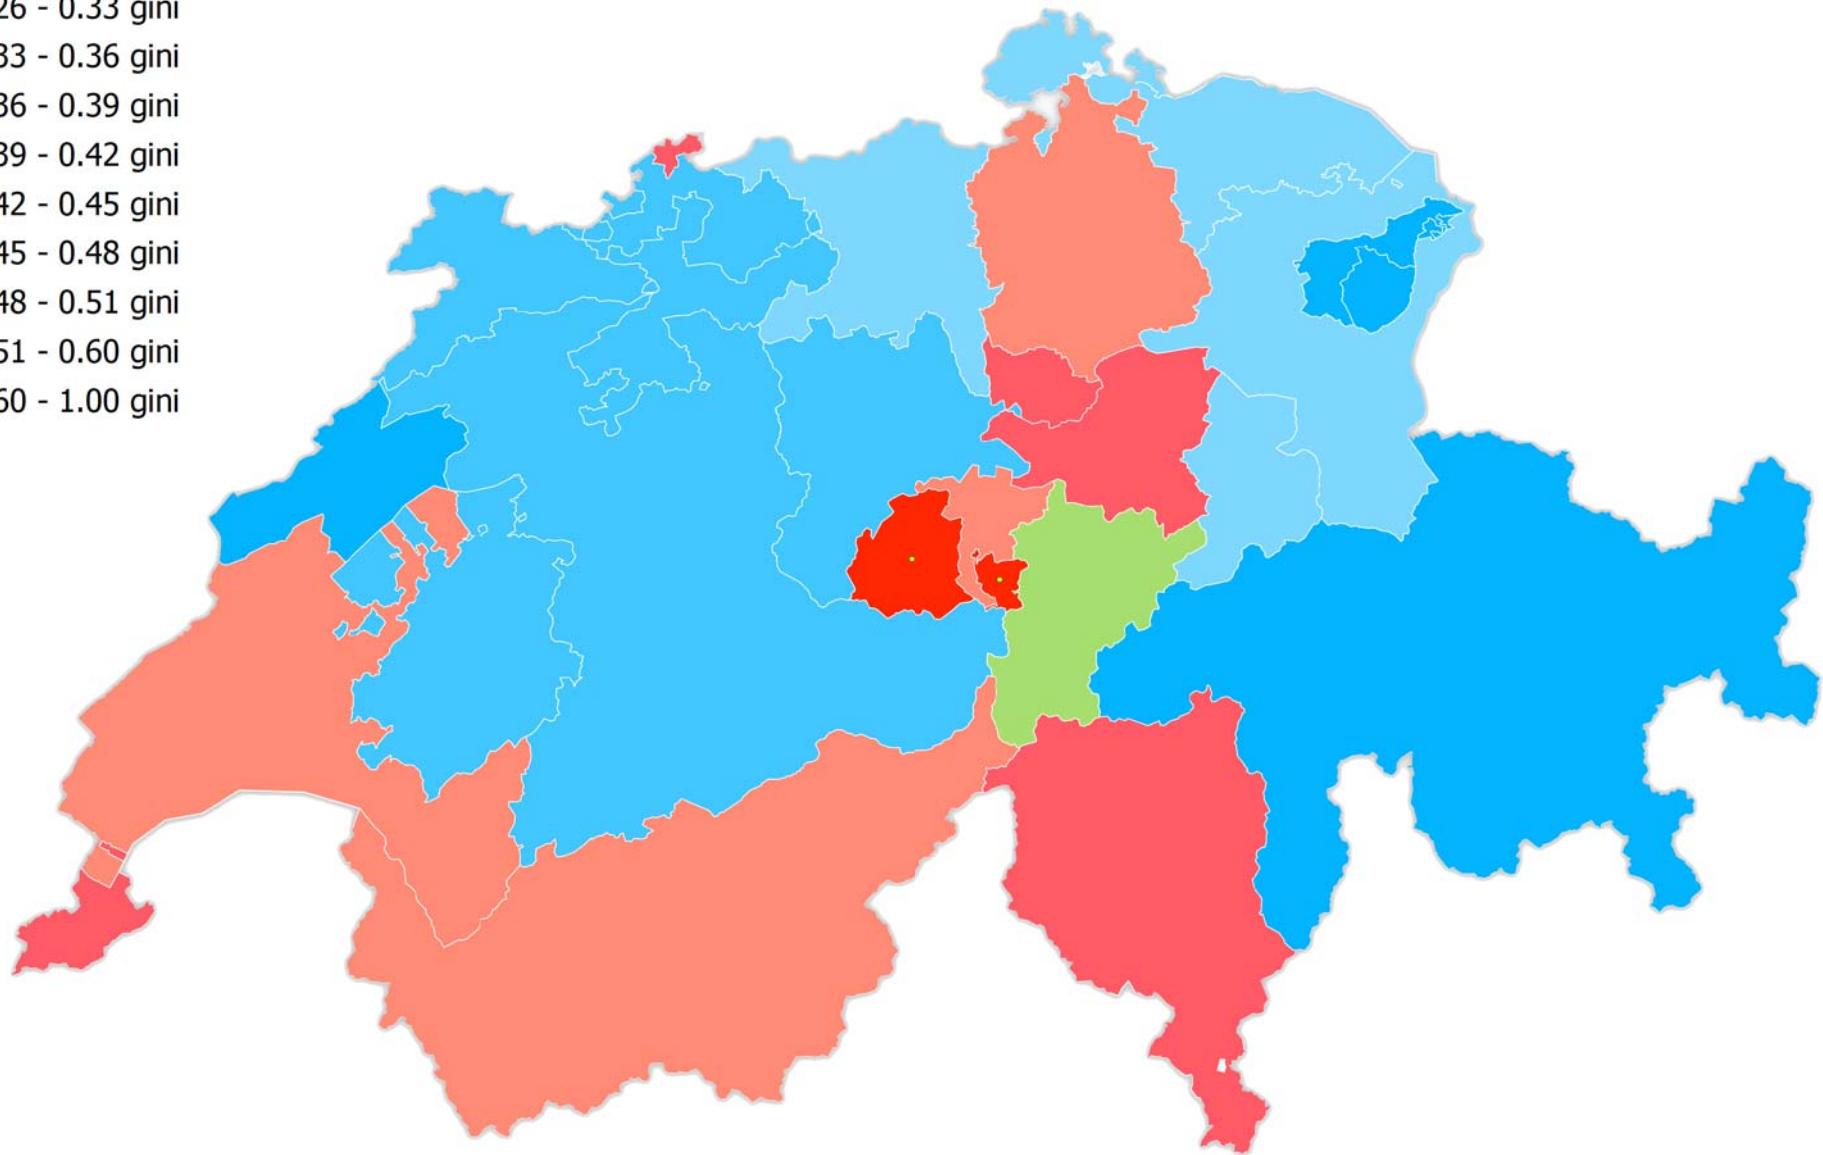 26 - 0.33 gini
33 - 0.36 gini
36 - 0.39 gini
39 - 0.42 gini
42 - 0.45 gini
45 - 0.48 gini
48 - 0.51 gini
51 - 0.60 gini
60 - 1.00 gini